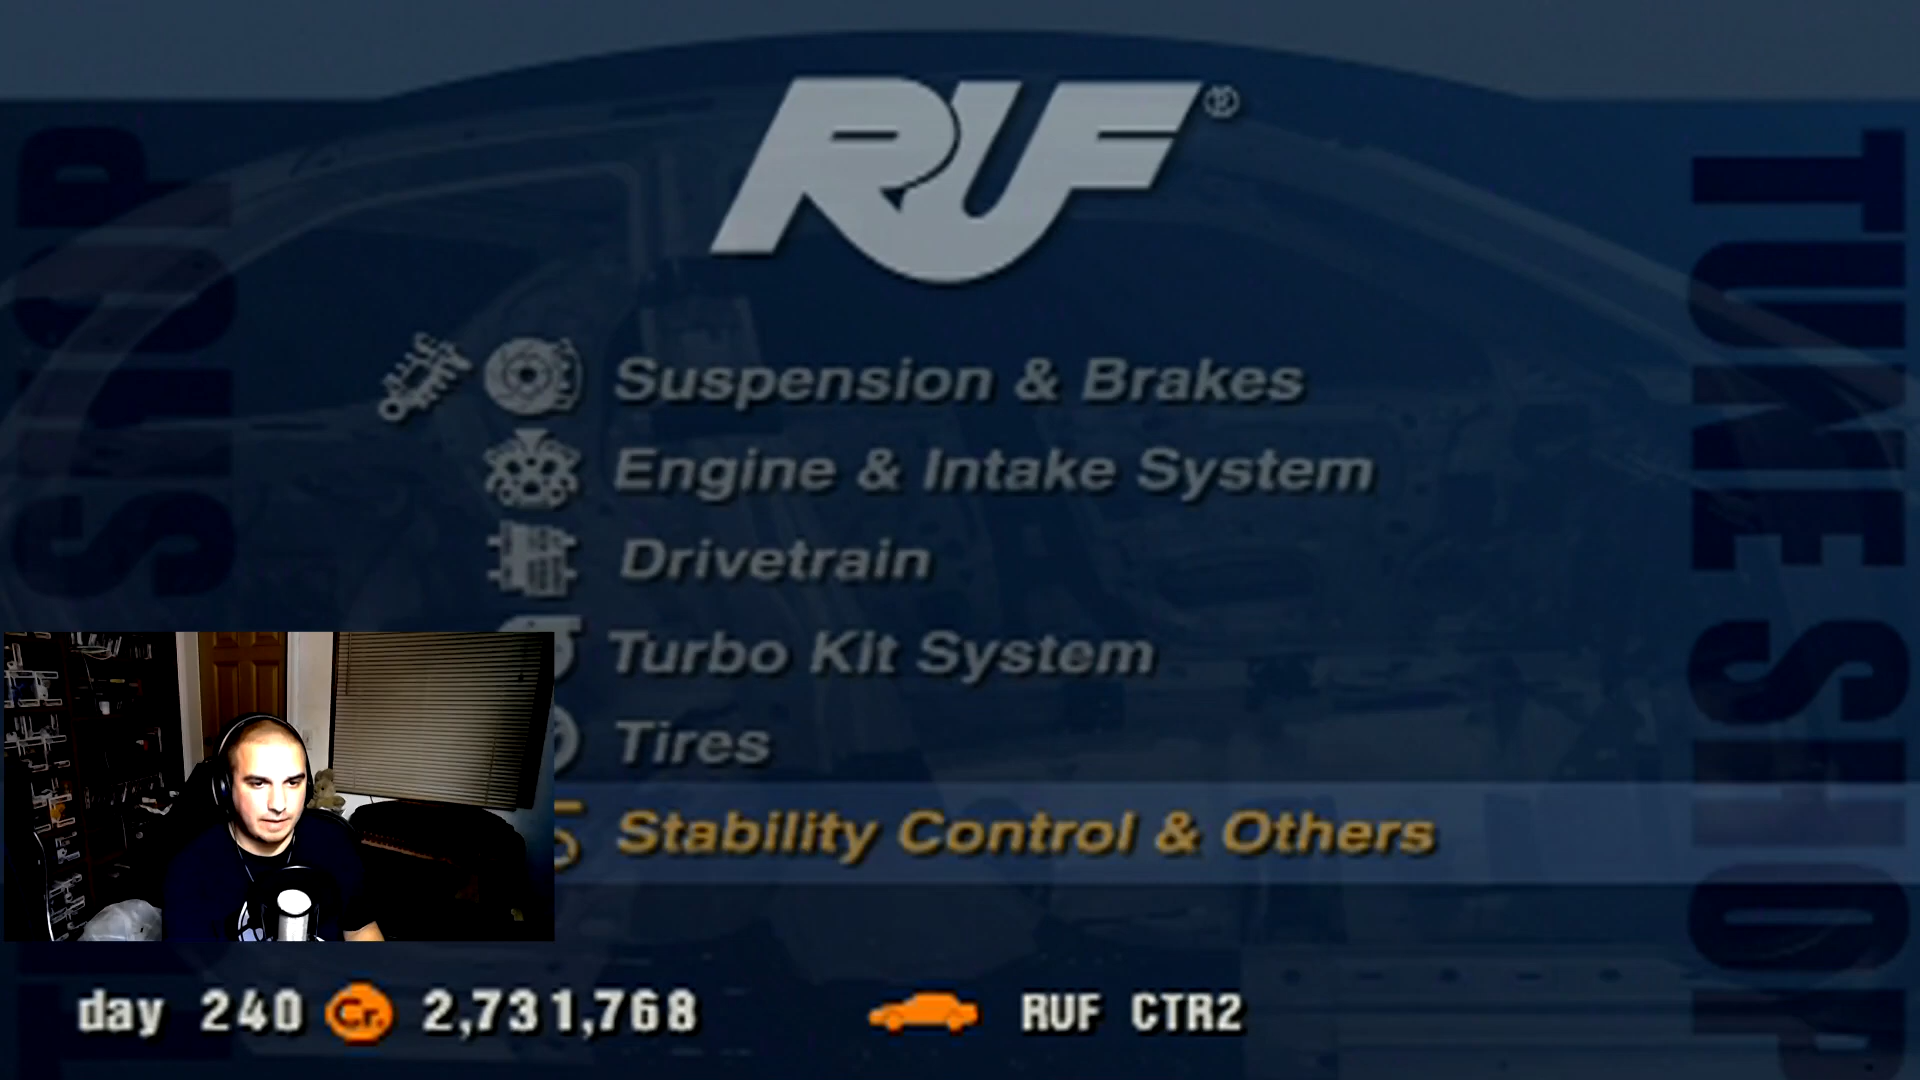 RUF®
Suspension & Brakes
Engine & Intake System
Drivetrain
Turbo Kit System
Tires
Stability Control & Others
TUNE SHOP
day 240 Cr. 2,731,768 RUF CTR2